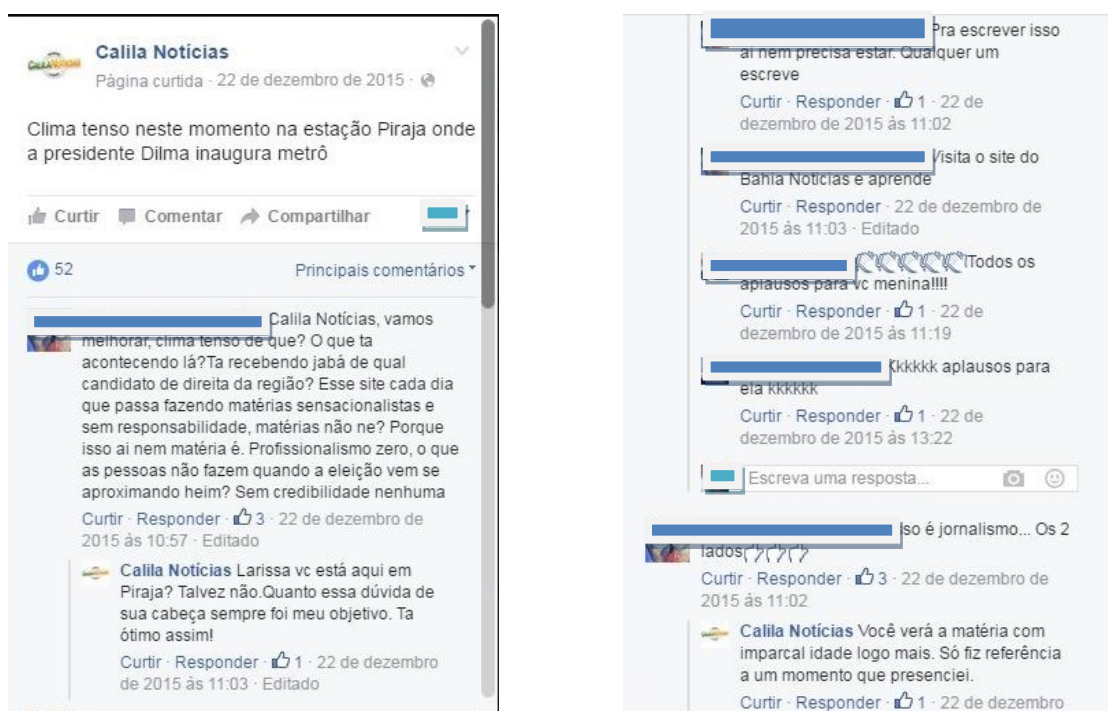 Calila Notícias
Página curtida · 22 de dezembro de 2015 ·
Clima tenso neste momento na estação Piraja onde
a presidente Dilma inaugura metrô
Curtir Comentar Compartilhar
52 Principais comentários
Calila Notícias, vamos
melhorar, clima tenso de que? O que ta
acontecendo lá?Ta recebendo jabá de qual
candidato de direita da região? Esse site cada dia
que passa fazendo matérias sensacionalistas e
sem responsabilidade, matérias não ne? Porque
isso ai nem matéria é. Profissionalismo zero, o que
as pessoas não fazem quando a eleição vem se
aproximando heim? Sem credibilidade nenhuma
Curtir · Responder · 3 · 22 de dezembro de
2015 às 10:57 · Editado
Calila Notícias Larissa vc está aqui em
Piraja? Talvez não.Quanto essa dúvida de
sua cabeça sempre foi meu objetivo. Ta
ótimo assim!
Curtir · Responder · 1 · 22 de dezembro
de 2015 às 11:03 · Editado
Pra escrever isso
ai nem precisa estar. Qualquer um
escreve
Curtir · Responder · 1 · 22 de
dezembro de 2015 às 11:02
Visita o site do
Bahia Noticias e aprende
Curtir · Responder · 22 de dezembro de
2015 às 11:03 · Editado
Todos os
aplausos para vc menina!!!!
Curtir · Responder · 1 · 22 de
dezembro de 2015 às 11:19
Kkkkkk aplausos para
ela kkkkkk
Curtir · Responder · 1 · 22 de
dezembro de 2015 às 13:22
Escreva uma resposta...
Iso é jornalismo... Os 2
lados
Curtir · Responder · 3 · 22 de dezembro de
2015 às 11:02
Calila Notícias Você verá a matéria com
imparcal idade logo mais. Só fiz referência
a um momento que presenciei.
Curtir · Responder · 1 · 22 de dezembro